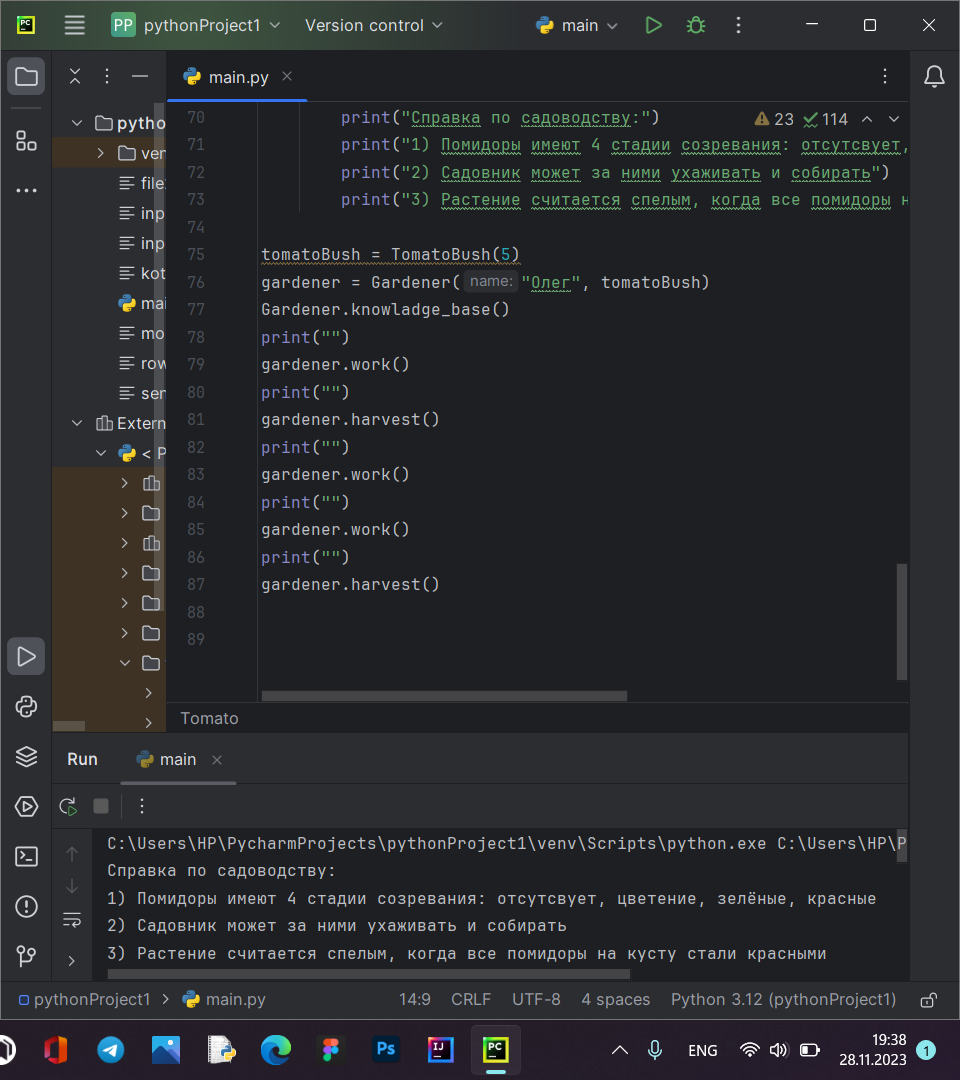 PC
PP pythonProject1 Version control main
main.py
pytho
ven
file
inp
inp
kot
mai
mo
row
sen
Extern
< P
23 114
70 print("Справка по садоводству:")
71 print("1) Помидоры имеют 4 стадии созревания: отсутсвует,
72 print("2) Садовник может за ними ухаживать и собирать")
73 print("3) Растение считается спелым, когда все помидоры н
74
75 tomatoBush = TomatoBush(5)
76 gardener = Gardener( name: "Олег", tomatoBush)
77 Gardener.knowladge_base()
78 print("")
79 gardener.work()
80 print("")
81 gardener.harvest()
82 print("")
83 gardener.work()
84 print("")
85 gardener.work()
86 print("")
87 gardener.harvest()
88
89
Tomato
Run main
C:\Users\HP\PycharmProjects\pythonProject1\venv\Scripts\python.exe C:\Users\HP\P
Справка по садоводству:
1) Помидоры имеют 4 стадии созревания: отсутсвует, цветение, зелёные, красные
2) Садовник может за ними ухаживать и собирать
3) Растение считается спелым, когда все помидоры на кусту стали красными
pythonProject1 > main.py 14:9 CRLF UTF-8 4 spaces Python 3.12 (pythonProject1)
Ps IJ PC ENG 19:38
28.11.2023 1